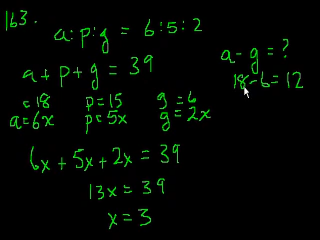 163.
a:p:g = 6:5:2
a - g = ?
a + p + g = 39
18 - 6 = 12
= 18 p = 15 g = 6
a = 6x p = 5x g = 2x
6x + 5x + 2x = 39
13x = 39
x = 3